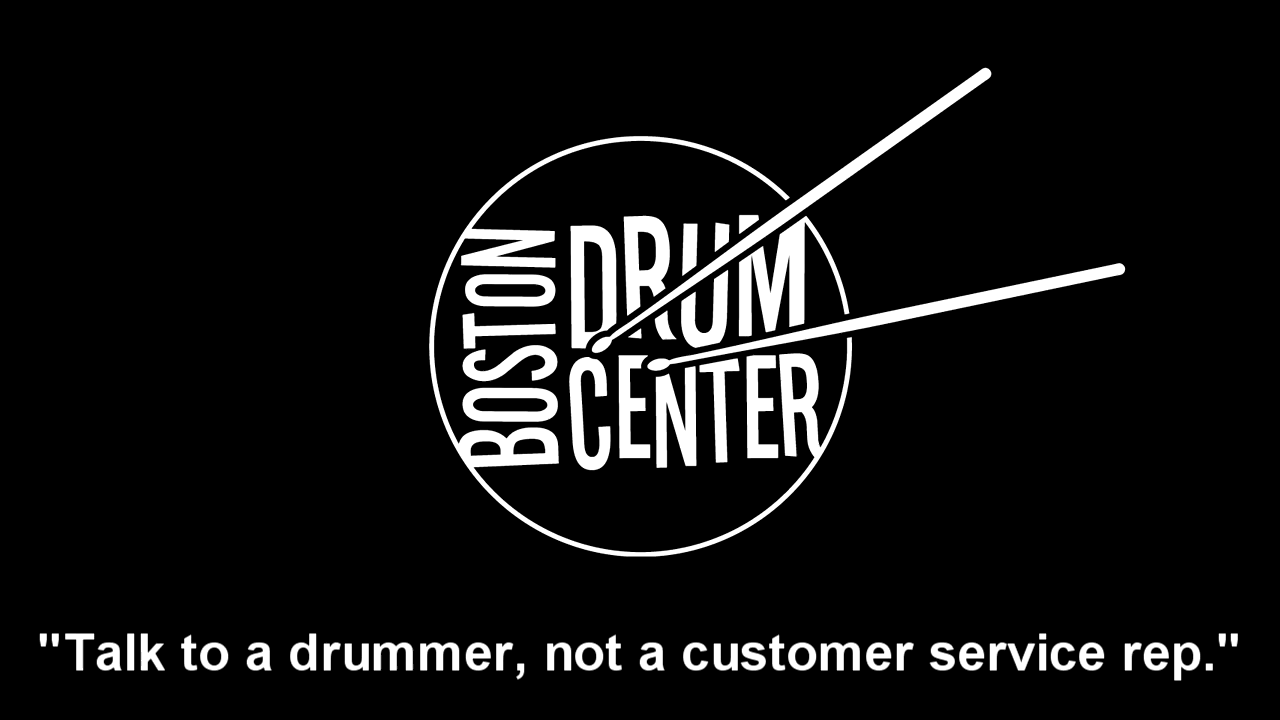 BOSTON
DRUM
CENTER
"Talk to a drummer, not a customer service rep."